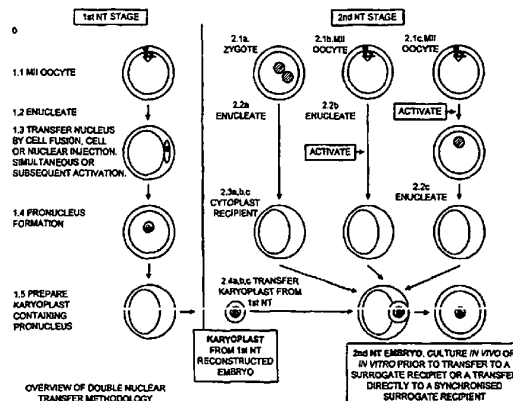 1st NT STAGE
2nd NT STAGE
1.1 MII OOCYTE
1.2 ENUCLEATE
1.3 TRANSFER NUCLEUS
BY CELL FUSION, CELL
OR NUCLEAR INJECTION.
SIMULTANEOUS OR
SUBSEQUENT ACTIVATION.
1.4 PRONUCLEUS
FORMATION
1.5 PREPARE
KARYOPLAST
CONTAINING
PRONUCLEUS
OVERVIEW OF DOUBLE NUCLEAR
TRANSFER METHODOLOGY
2.1a.
ZYGOTE
2.1b.MII
OOCYTE
2.1c.MII
OOCYTE
2.2a
ENUCLEATE
2.2b
ENUCLEATE
ACTIVATE
ACTIVATE
2.2c
ENUCLEATE
2.3a,b,c
CYTOPLAST
RECIPIENT
2.4a,b,c TRANSFER
KARYOPLAST FROM
1st NT
KARYOPLAST
FROM 1st NT
RECONSTRUCTED
EMBRYO
2nd NT EMBRYO. CULTURE IN VIVO OR
IN VITRO PRIOR TO TRANSFER TO A
SURROGATE RECIPIET OR A TRANSFER
DIRECTLY TO A SYNCHRONISED
SURROGATE RECIPIENT